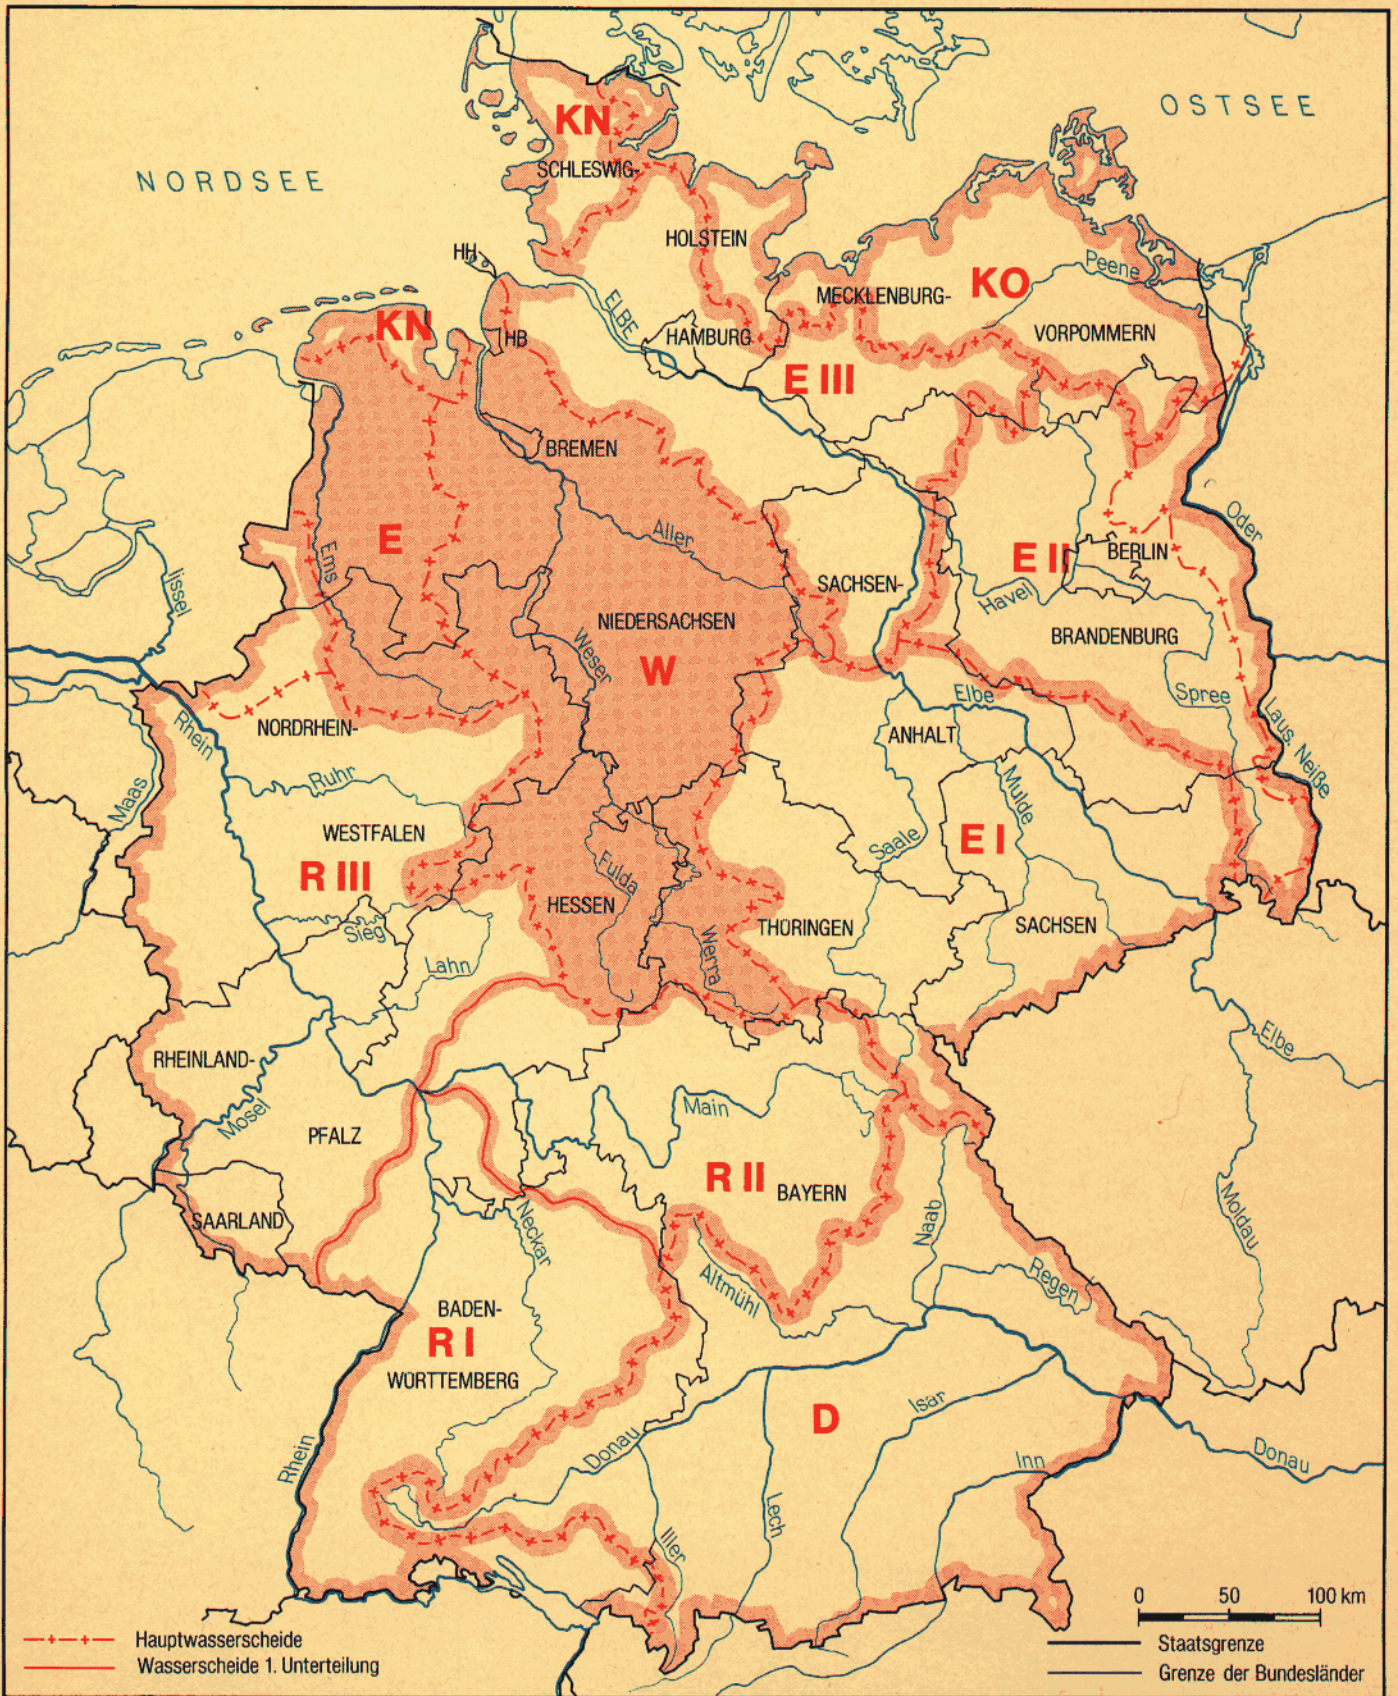 OSTSEE
NORDSEE
KN
SCHLESWIG-
HOLSTEIN
HH
ELBE
HAMBURG
MECKLENBURG-
KO
Peene
VORPOMMERN
KN
HB
E III
BREMEN
Aller
E
Ems
Ijssel
Oder
E II
BERLIN
SACHSEN-
Havel
NIEDERSACHSEN
BRANDENBURG
Weser
W
Elbe
Spree
Rhein
NORDRHEIN-
ANHALT
Laus. Neiße
Maas
Ruhr
Mulde
WESTFALEN
E I
Saale
R III
Fulda
HESSEN
THÜRINGEN
SACHSEN
Sieg
Werra
Lahn
Elbe
RHEINLAND-
Mosel
Main
PFALZ
R II
BAYERN
Moldau
SAARLAND
Neckar
Naab
Altmühl
Regen
BADEN-
R I
WÜRTTEMBERG
Isar
D
Donau
Donau
Rhein
Inn
Lech
Iller
0 50 100 km
Hauptwasserscheide
Wasserscheide 1. Unterteilung
Staatsgrenze
Grenze der Bundesländer